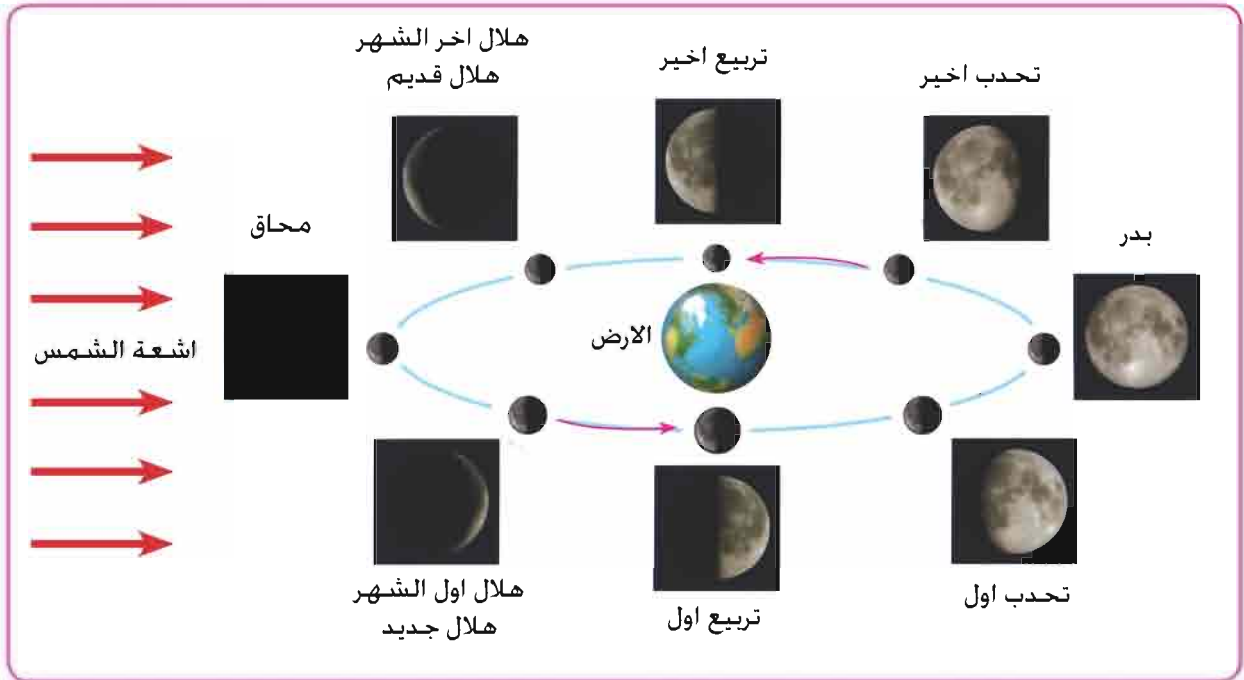 هلال اخر الشهر
هلال قديم
تربيع اخير
تحدب اخير
محاق
بدر
الارض
اشعة الشمس
هلال اول الشهر
هلال جديد
تربيع اول
تحدب اول